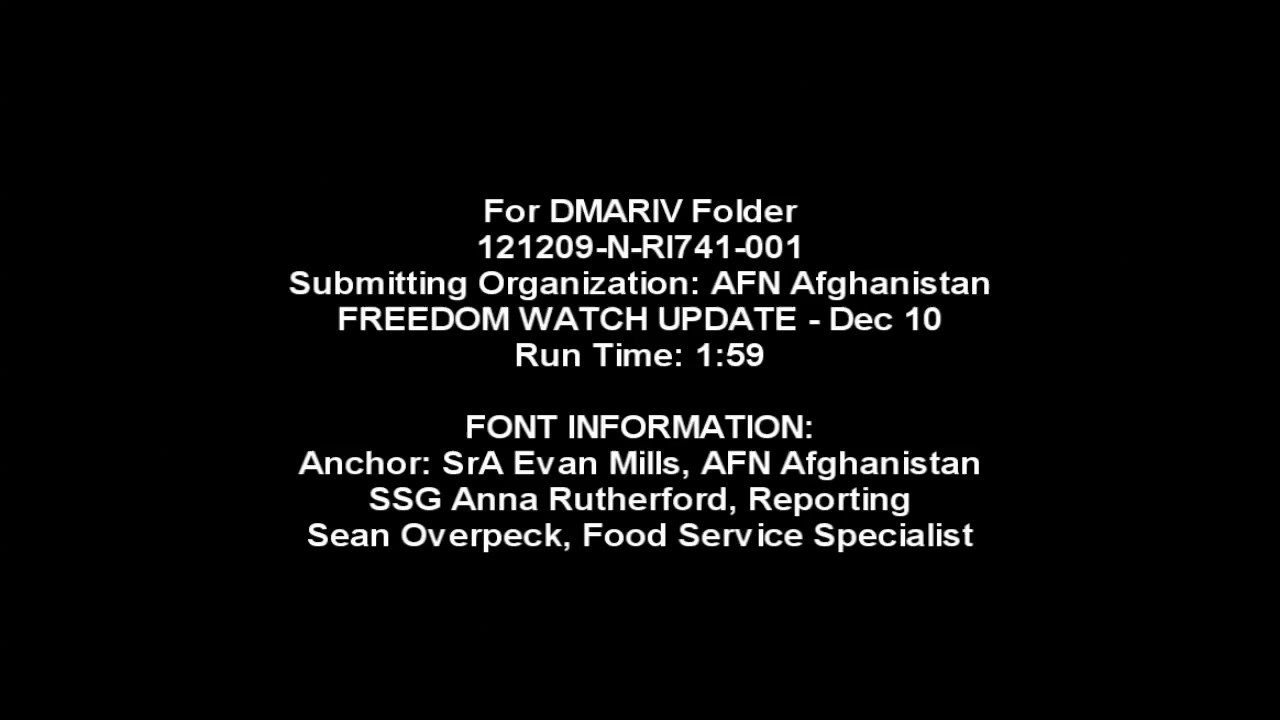 For DMARIV Folder
121209-N-RI741-001
Submitting Organization: AFN Afghanistan
FREEDOM WATCH UPDATE - Dec 10
Run Time: 1:59
FONT INFORMATION:
Anchor: SrA Evan Mills, AFN Afghanistan
SSG Anna Rutherford, Reporting
Sean Overpeck, Food Service Specialist